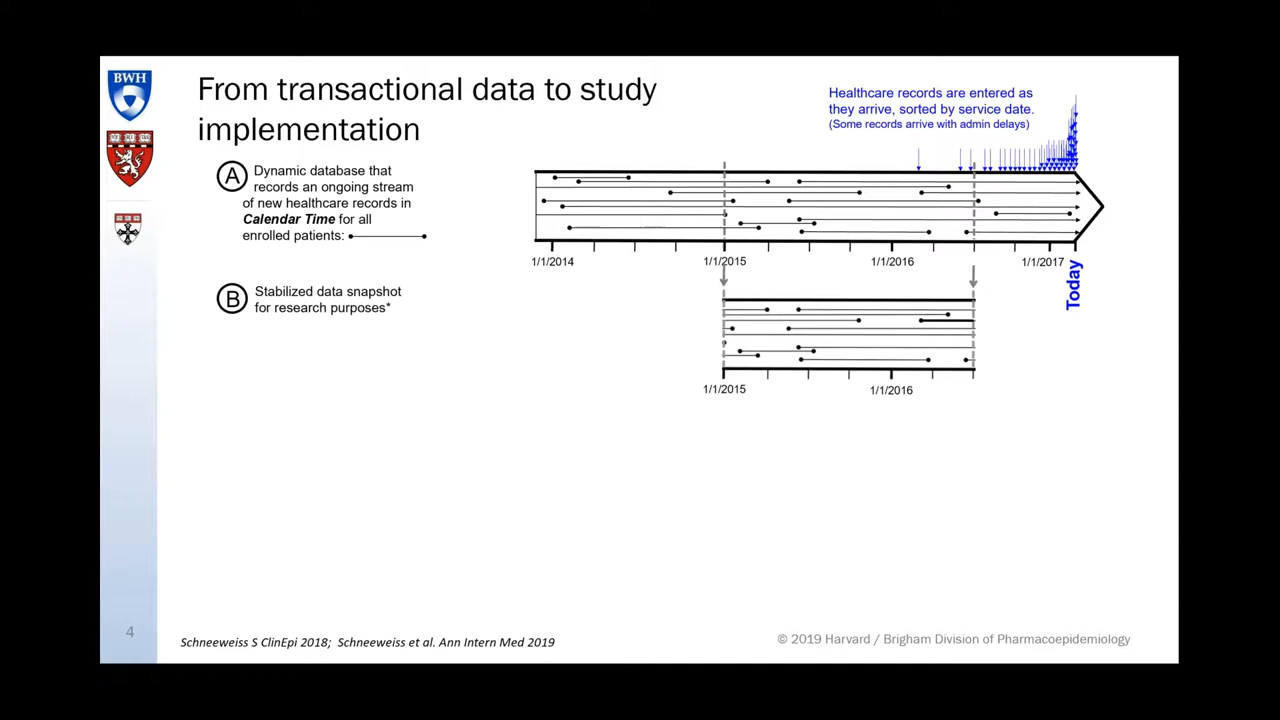 BWH
From transactional data to study
implementation
Healthcare records are entered as
they arrive, sorted by service date.
(Some records arrive with admin delays)
A
Dynamic database that
records an ongoing stream
of new healthcare records in
Calendar Time for all
enrolled patients:
1/1/2014
1/1/2015
1/1/2016
1/1/2017
Today
B
Stabilized data snapshot
for research purposes*
1/1/2015
1/1/2016
4
Schneeweiss S ClinEpi 2018; Schneeweiss et al. Ann Intern Med 2019
© 2019 Harvard / Brigham Division of Pharmacoepidemiology